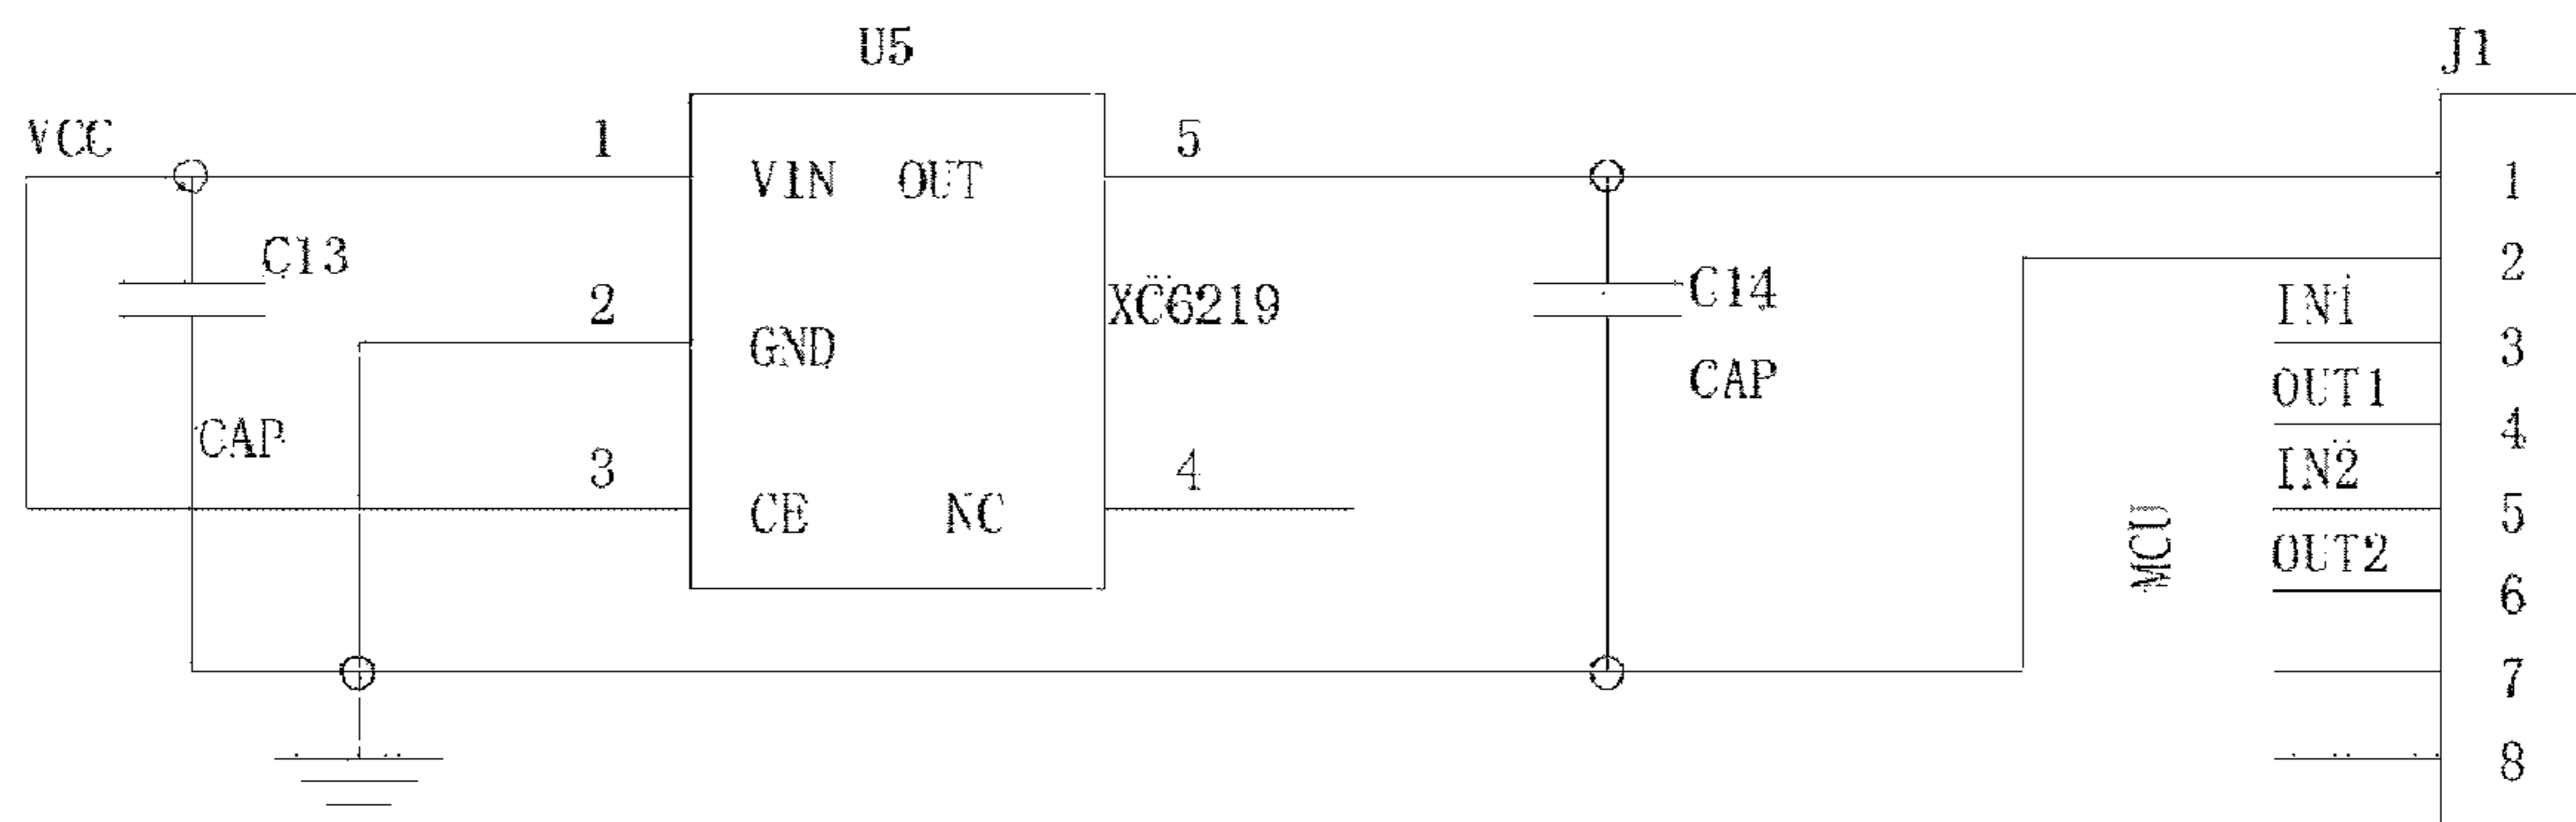 U5
J1
VCC
1
5
VIN OUT
1
C13
2
2
XC6219
C14
IN1
GND
3
CAP
OUT1
CAP
4
3
4
IN2
CE NC
5
MCU
OUT2
6
7
8